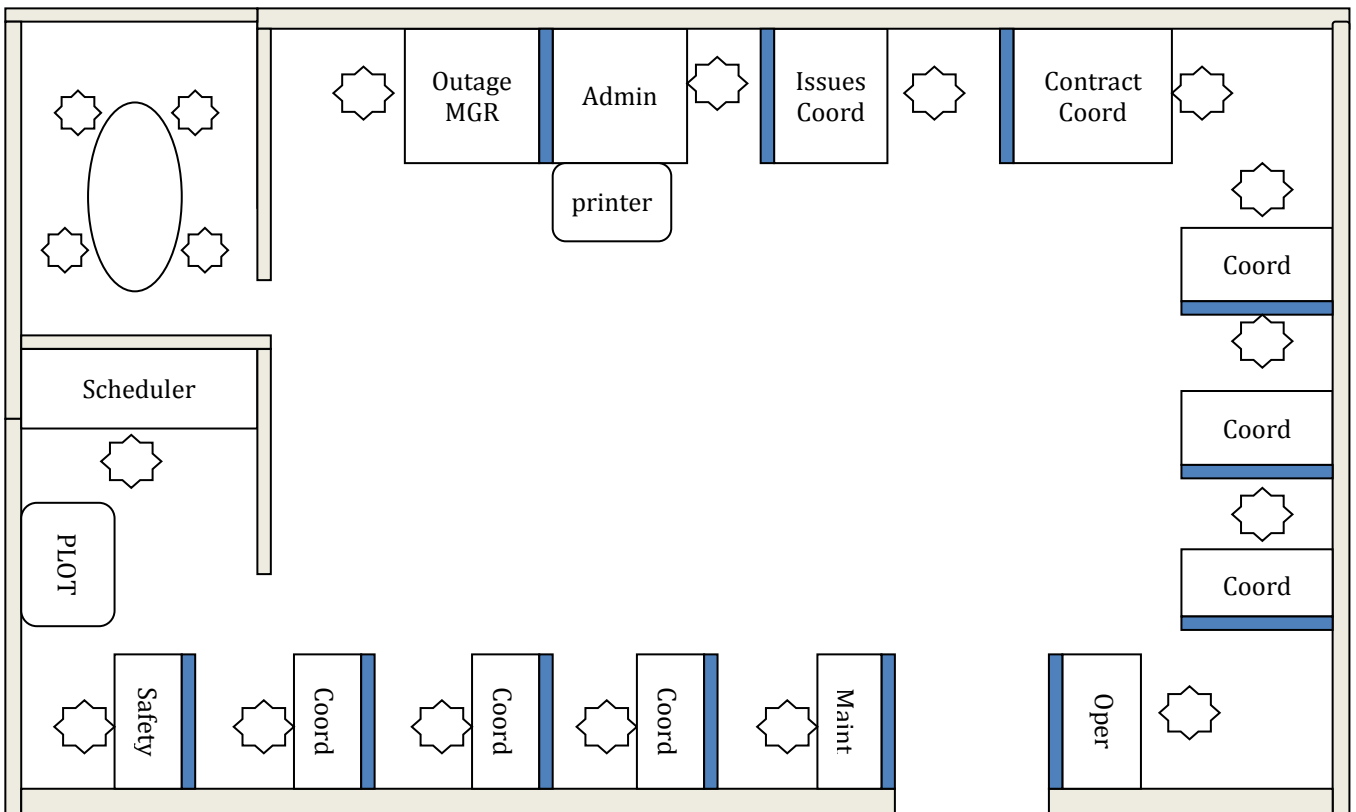 Outage
MGR
Admin
Issues
Coord
Contract
Coord
printer
Coord
Scheduler
Coord
PLOT
Coord
Safety
Coord
Coord
Coord
Maint
Oper